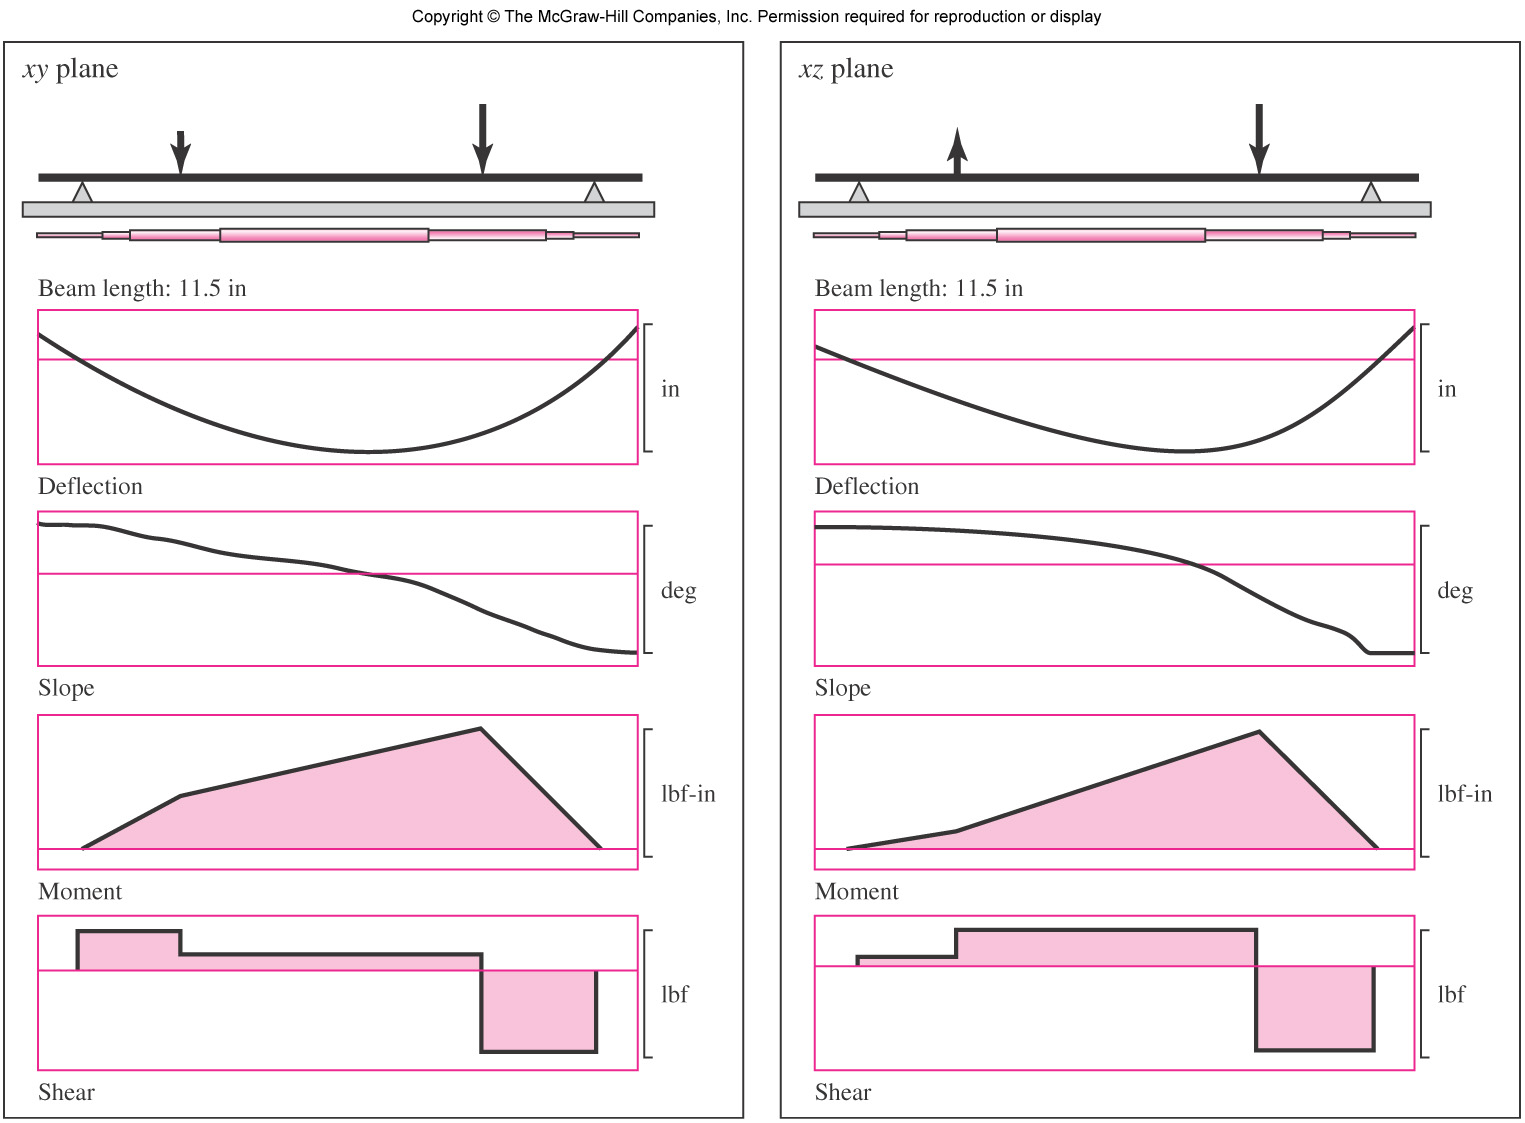 Copyright © The McGraw-Hill Companies, Inc. Permission required for reproduction or display
xy plane
Beam length: 11.5 in
in
Deflection
deg
Slope
lbf-in
Moment
lbf
Shear
xz plane
Beam length: 11.5 in
in
Deflection
deg
Slope
lbf-in
Moment
lbf
Shear